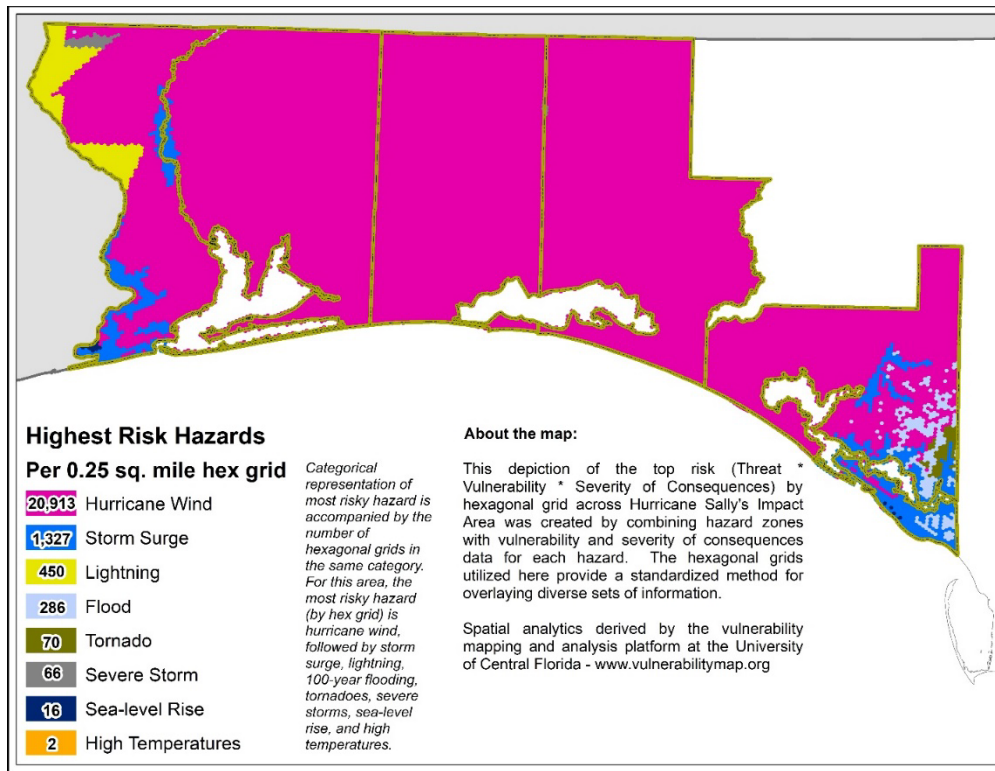 Highest Risk Hazards
Per 0.25 sq. mile hex grid
20,913 Hurricane Wind
1,327 Storm Surge
450 Lightning
286 Flood
70 Tornado
66 Severe Storm
16 Sea-level Rise
2 High Temperatures
Categorical
representation of
most risky hazard is
accompanied by the
number of
hexagonal grids in
the same category.
For this area, the
most risky hazard
(by hex grid) is
hurricane wind,
followed by storm
surge, lightning,
100-year flooding,
tornadoes, severe
storms, sea-level
rise, and high
temperatures.
About the map:
This depiction of the top risk (Threat *
Vulnerability * Severity of Consequences) by
hexagonal grid across Hurricane Sally's Impact
Area was created by combining hazard zones
with vulnerability and severity of consequences
data for each hazard. The hexagonal grids
utilized here provide a standardized method for
overlaying diverse sets of information.
Spatial analytics derived by the vulnerability
mapping and analysis platform at the University
of Central Florida - www.vulnerabilitymap.org